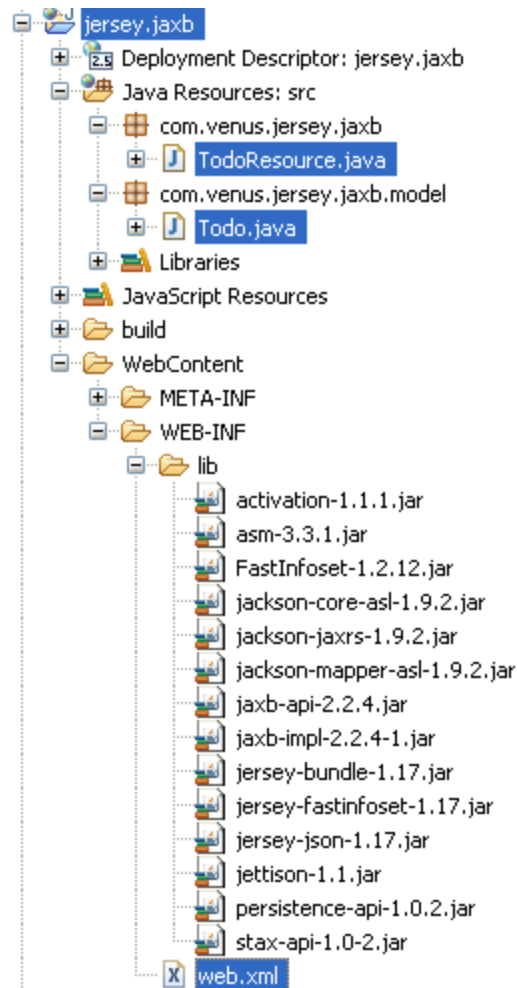 jersey.jaxb
2.5 Deployment Descriptor: jersey.jaxb
Java Resources: src
com.venus.jersey.jaxb
J TodoResource.java
com.venus.jersey.jaxb.model
J Todo.java
Libraries
JavaScript Resources
build
WebContent
META-INF
WEB-INF
lib
activation-1.1.1.jar
asm-3.3.1.jar
FastInfoset-1.2.12.jar
jackson-core-asl-1.9.2.jar
jackson-jaxrs-1.9.2.jar
jackson-mapper-asl-1.9.2.jar
jaxb-api-2.2.4.jar
jaxb-impl-2.2.4-1.jar
jersey-bundle-1.17.jar
jersey-fastinfoset-1.17.jar
jersey-json-1.17.jar
jettison-1.1.jar
persistence-api-1.0.2.jar
stax-api-1.0-2.jar
X web.xml